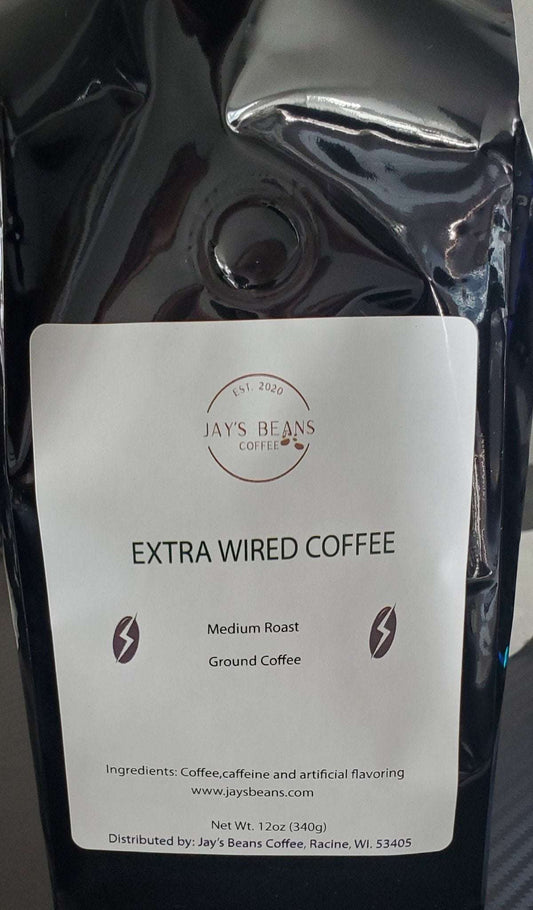 EST. 2020
JAY'S BEANS
COFFEE
EXTRA WIRED COFFEE
Medium Roast
Ground Coffee
Ingredients: Coffee,caffeine and artificial flavoring
www.jaysbeans.com
Net Wt. 12oz (340g)
Distributed by: Jay's Beans Coffee, Racine, WI. 53405